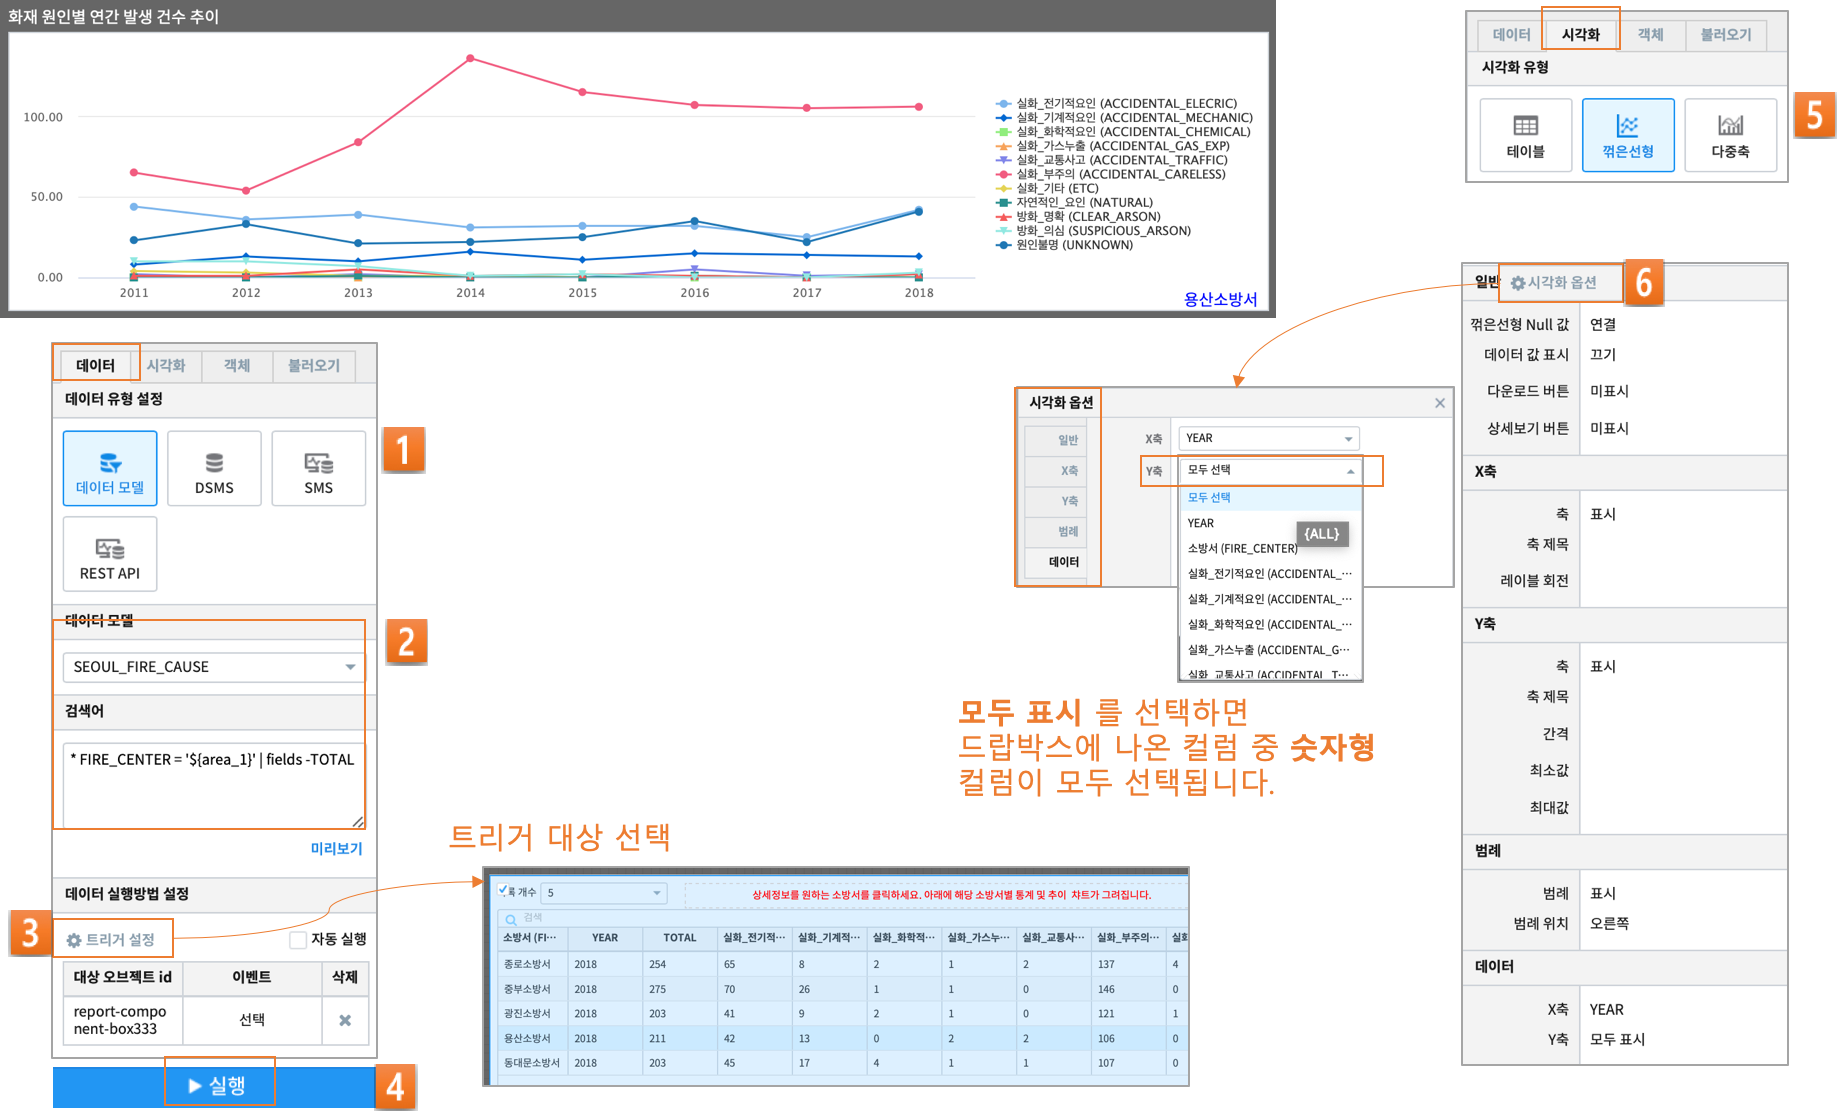 화재 원인별 연간 발생 건수 추이
100.00
50.00
0.00
2011 2012 2013 2014 2015 2016 2017 2018
실화_전기적요인 (ACCIDENTAL_ELECRIC)
실화_기계적요인 (ACCIDENTAL_MECHANIC)
실화_화학적요인 (ACCIDENTAL_CHEMICAL)
실화_가스누출 (ACCIDENTAL_GAS_EXP)
실화_교통사고 (ACCIDENTAL_TRAFFIC)
실화_부주의 (ACCIDENTAL_CARELESS)
실화_기타 (ETC)
자연적인_요인 (NATURAL)
방화_명확 (CLEAR_ARSON)
방화_의심 (SUSPICIOUS_ARSON)
원인불명 (UNKNOWN)
용산소방서
데이터 시각화 객체 불러오기
시각화 유형
테이블 꺾은선형 다중축
5
데이터 시각화 객체 불러오기
데이터 유형 설정
데이터 모델 DSMS SMS
REST API
1
데이터 모델
SEOUL_FIRE_CAUSE
2
검색어
* FIRE_CENTER = '${area_1}' | fields -TOTAL
미리보기
데이터 실행방법 설정
3
트리거 설정 자동 실행
대상 오브젝트 id 이벤트 삭제
report-compo
nent-box333 선택
실행
4
시각화 옵션
일반
X축
Y축
범례
데이터
X축 YEAR
Y축 모두 선택
모두 선택
YEAR
{ALL}
소방서 (FIRE_CENTER)
실화_전기적요인 (ACCIDENTAL_···
실화_기계적요인 (ACCIDENTAL_···
실화_화학적요인 (ACCIDENTAL_···
실화_가스누출 (ACCIDENTAL_G···
실화_교통사고 (ACCIDENTAL_T···
모두 표시 를 선택하면
드랍박스에 나온 컬럼 중 숫자형
컬럼이 모두 선택됩니다.
트리거 대상 선택
록 개수 5
상세정보를 원하는 소방서를 클릭하세요. 아래에 해당 소방서별 통계 및 추이 챠트가 그려집니다.
검색
소방서 (FI··· YEAR TOTAL 실화_전기적··· 실화_기계적··· 실화_화학적··· 실화_가스누··· 실화_교통사··· 실화_부주의··· 실화
종로소방서 2018 254 65 8 2 1 2 137 4
중부소방서 2018 275 70 26 1 1 0 146 0
광진소방서 2018 203 41 9 2 1 0 121 1
용산소방서 2018 211 42 13 0 2 2 106 0
동대문소방서 2018 203 45 17 4 1 1 107 0
일반 시각화 옵션
6
꺾은선형 Null 값 연결
데이터 값 표시 끄기
다운로드 버튼 미표시
상세보기 버튼 미표시
X축
축 표시
축 제목
레이블 회전
Y축
축 표시
축 제목
간격
최소값
최대값
범례
범례 표시
범례 위치 오른쪽
데이터
X축 YEAR
Y축 모두 표시